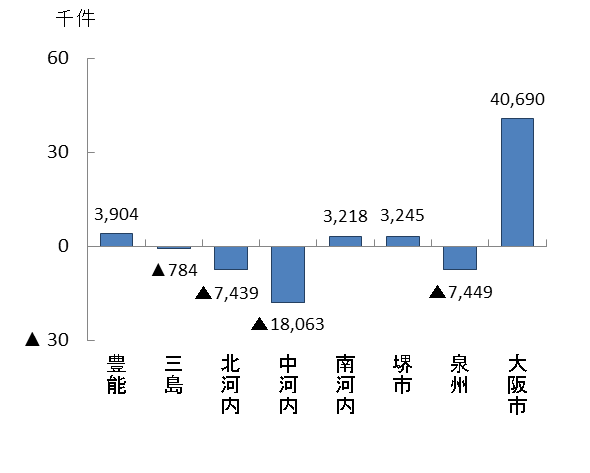 千件
60
40,690
30
3,904
3,218
3,245
0
▲784
▲7,439
▲7,449
▲18,063
▲ 30
豊能
三島
北河内
中河内
南河内
堺市
泉州
大阪市